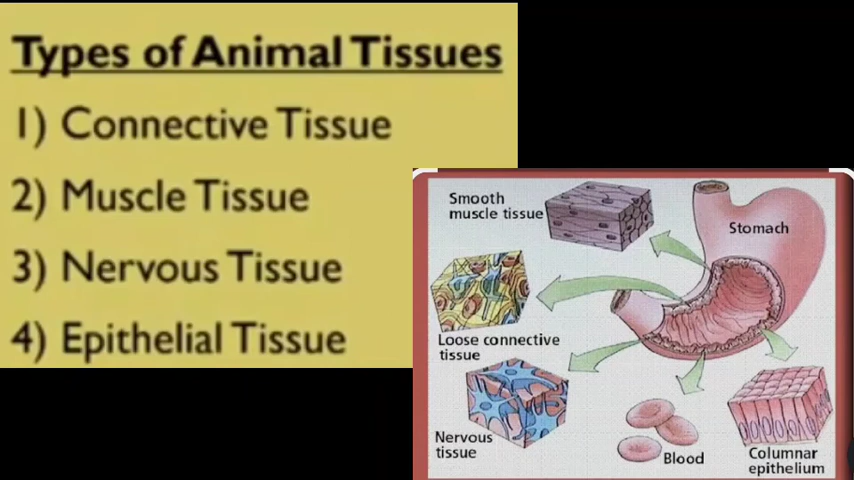 Types of Animal Tissues
1) Connective Tissue
2) Muscle Tissue
3) Nervous Tissue
4) Epithelial Tissue
Smooth
muscle tissue
Stomach
Loose connective
tissue
Nervous
tissue
Blood
Columnar
epithelium